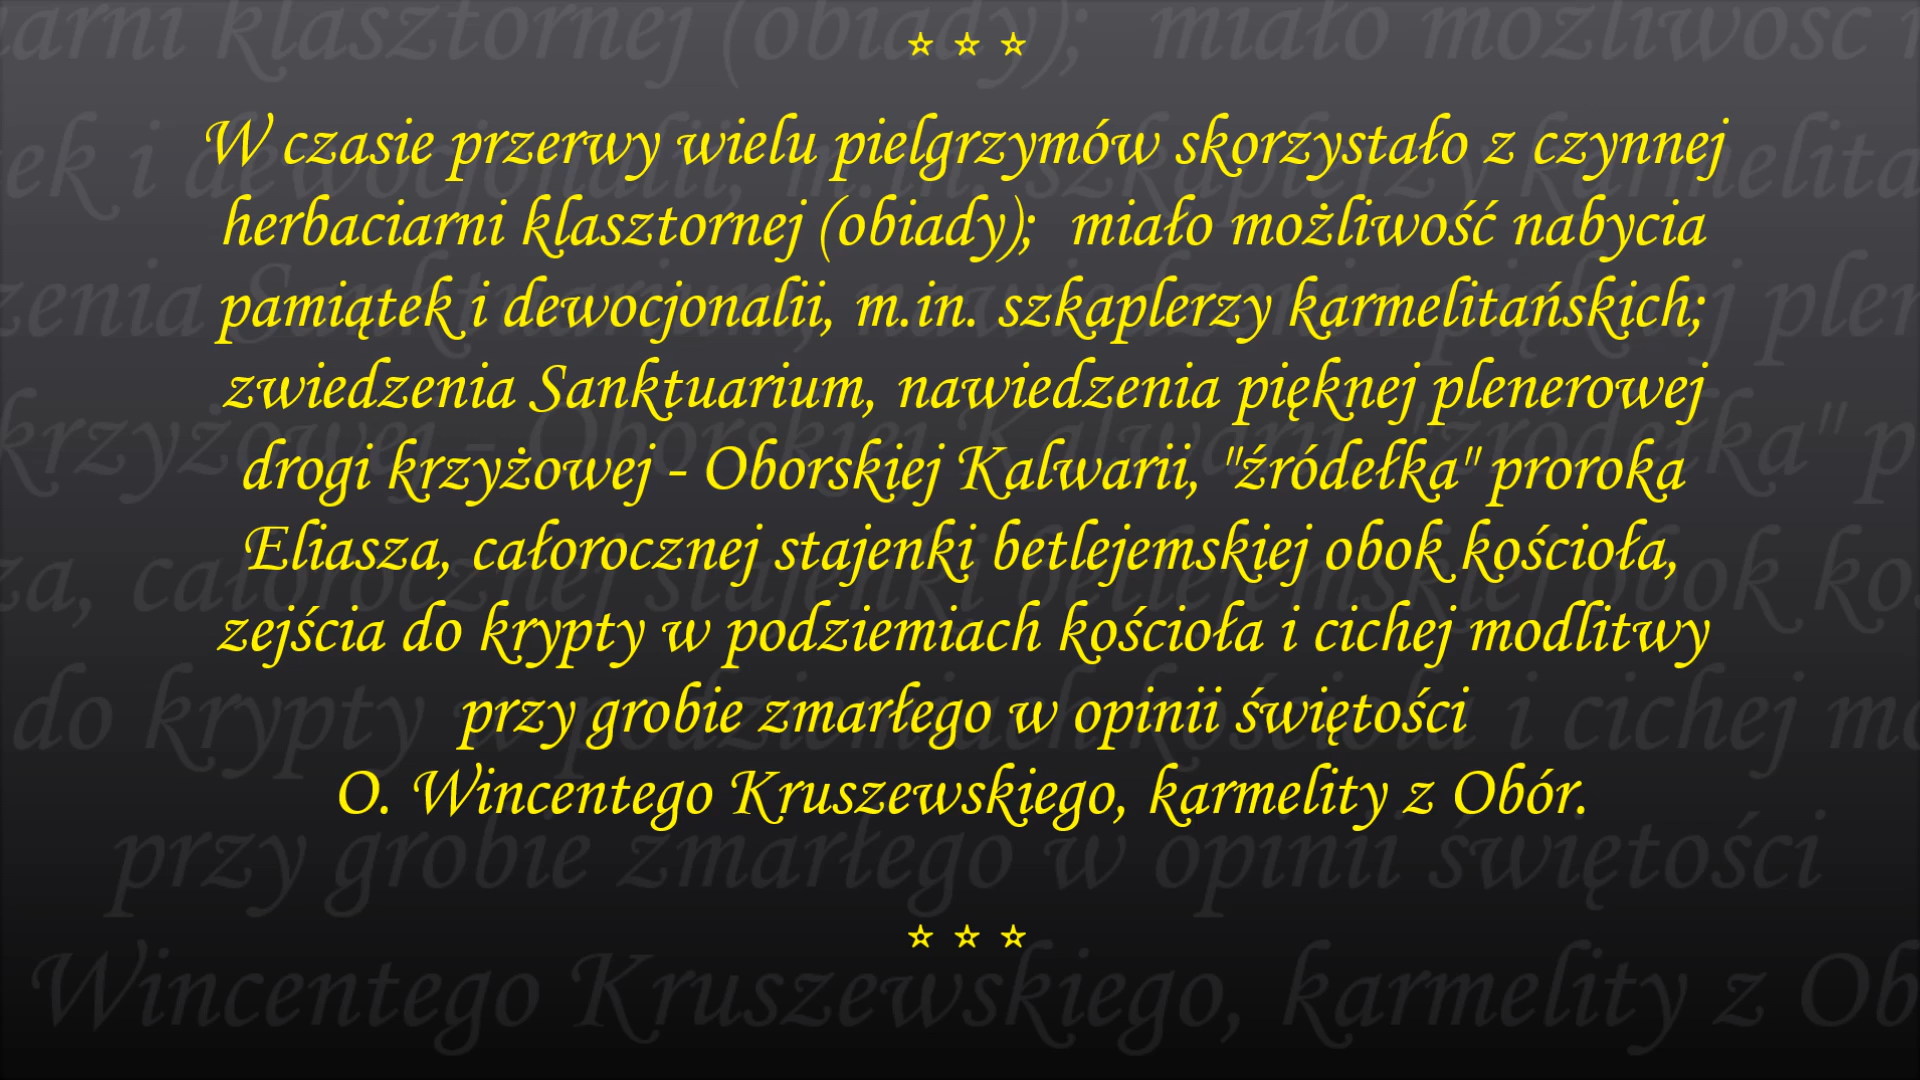 ☆ ☆ ☆
W czasie przerwy wielu pielgrzymów skorzystało z czynnej
herbaciarni klasztornej (obiady); miało możliwość nabycia
pamiątek i dewocjonalii, m.in. szkaplerzy karmelitańskich;
zwiedzenia Sanktuarium, nawiedzenia pięknej plenerowej
drogi krzyżowej - Oborskiej Kalwarii, "źródełka" proroka
Eliasza, całorocznej stajenki betlejemskiej obok kościoła,
zejścia do krypty w podziemiach kościoła i cichej modlitwy
przy grobie zmarłego w opinii świętości
O. Wincentego Kruszewskiego, karmelity z Obór.
☆ ☆ ☆